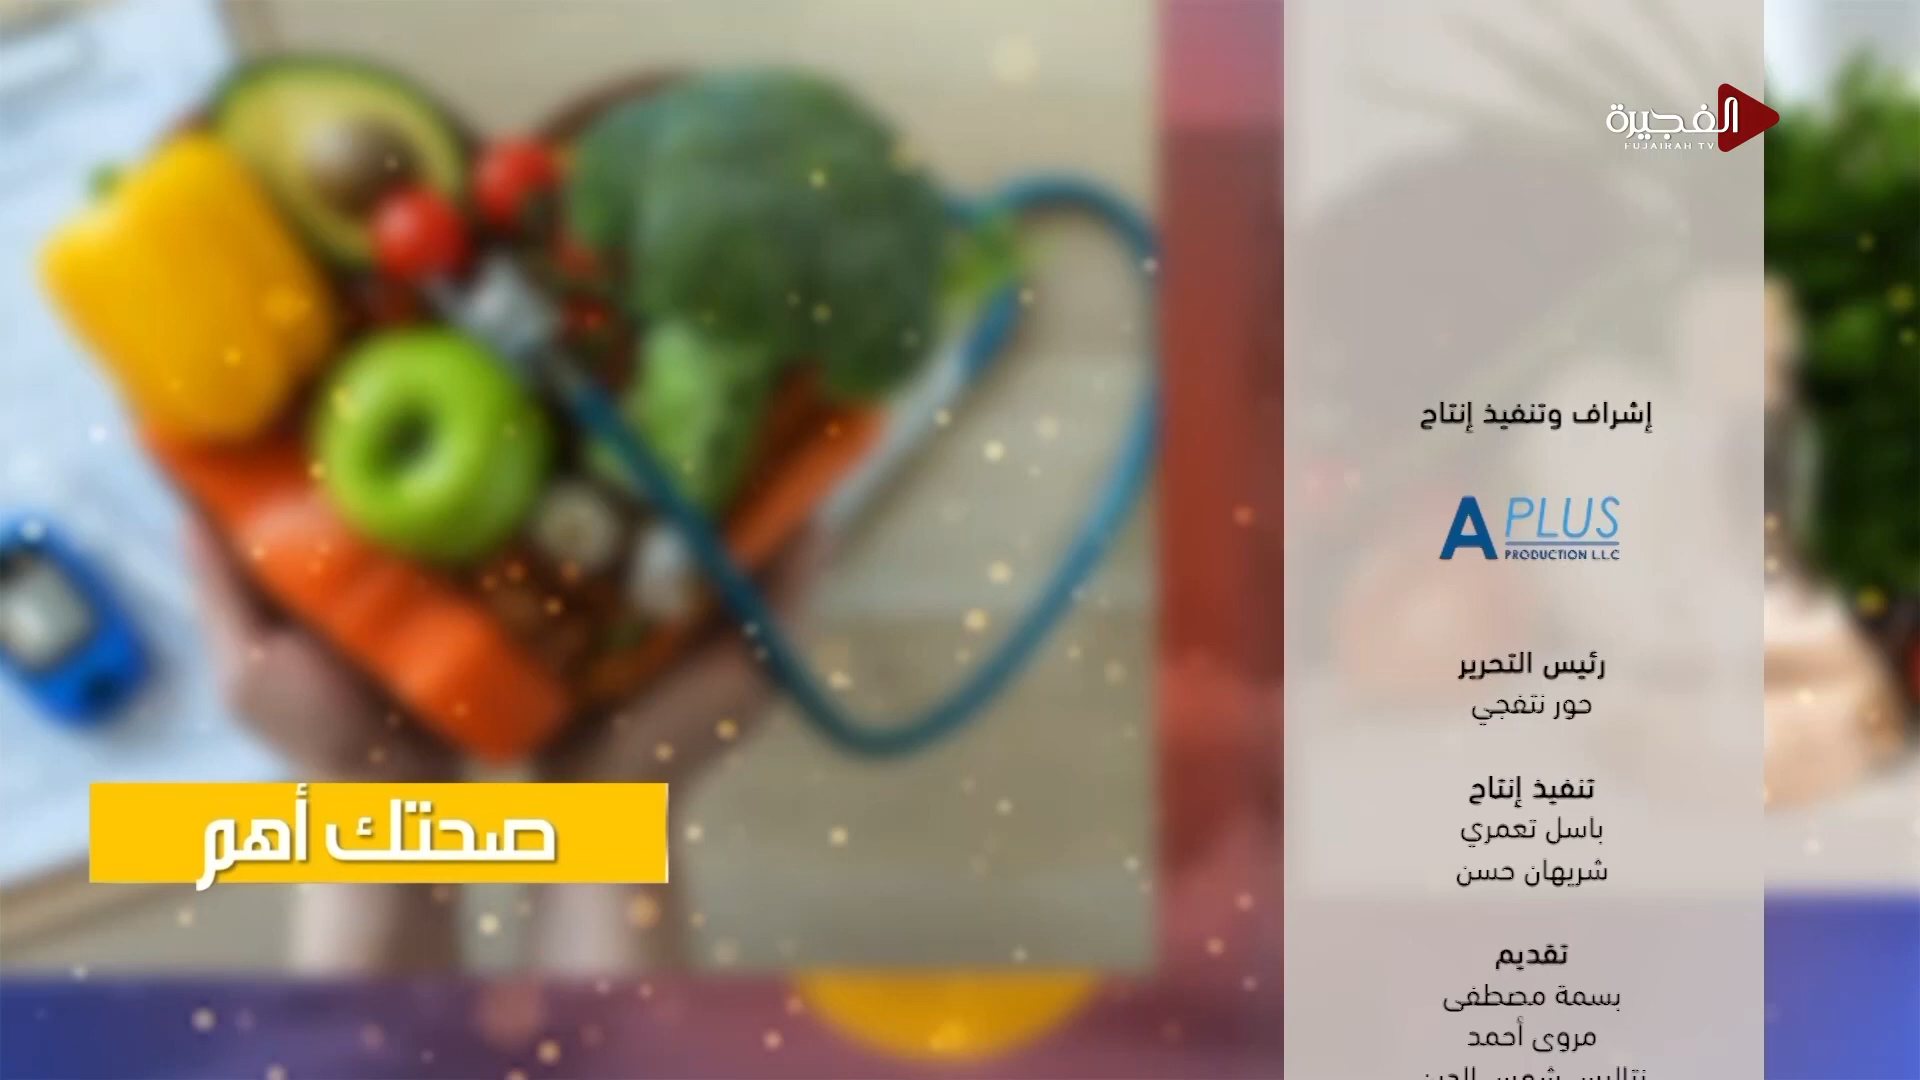 الفجيرة
FUJAIRAH TV
إشراف وتنفيذ إنتاج
A PLUS
PRODUCTION L.L.C
رئيس التحرير
حور نتفجي
تنفيذ إنتاج
باسل تعمري
شريهان حسن
تقديم
بسمة مصطفى
مروى أحمد
صحتك أهم